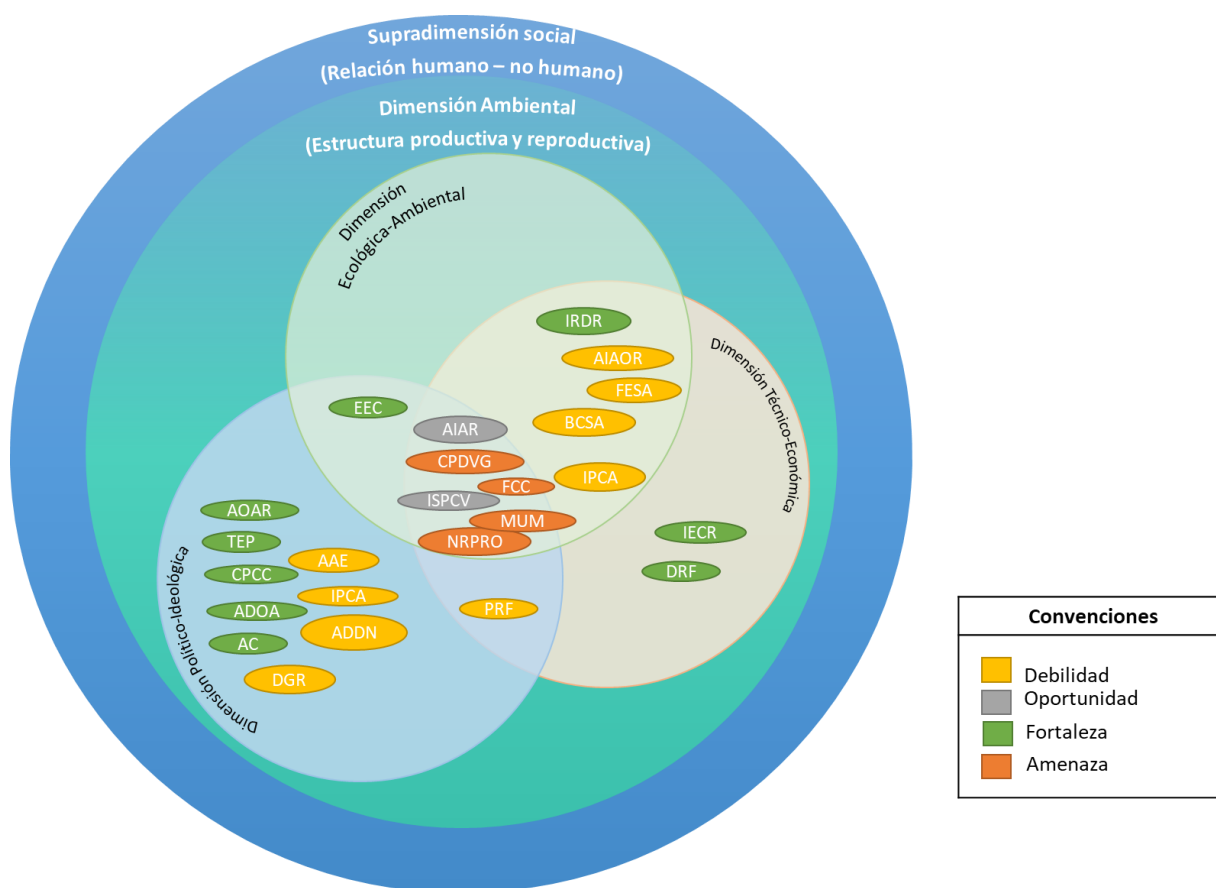 Supradimensión social
(Relación humano – no humano)
Dimensión Ambiental
(Estructura productiva y reproductiva)
Dimensión
Ecológica-Ambiental
IRDR
AIAOR
FESA
BCSA
IPCA
Dimensión Técnico-Económica
EEC
AIAR
CPDVG
FCC
ISPCV
MUM
NRPRO
IECR
DRF
AOAR
TEP
CPCC
ADOA
AC
AAE
IPCA
ADDN
DGR
PRF
Dimensión Político-Ideológica
Convenciones
Debilidad
Oportunidad
Fortaleza
Amenaza